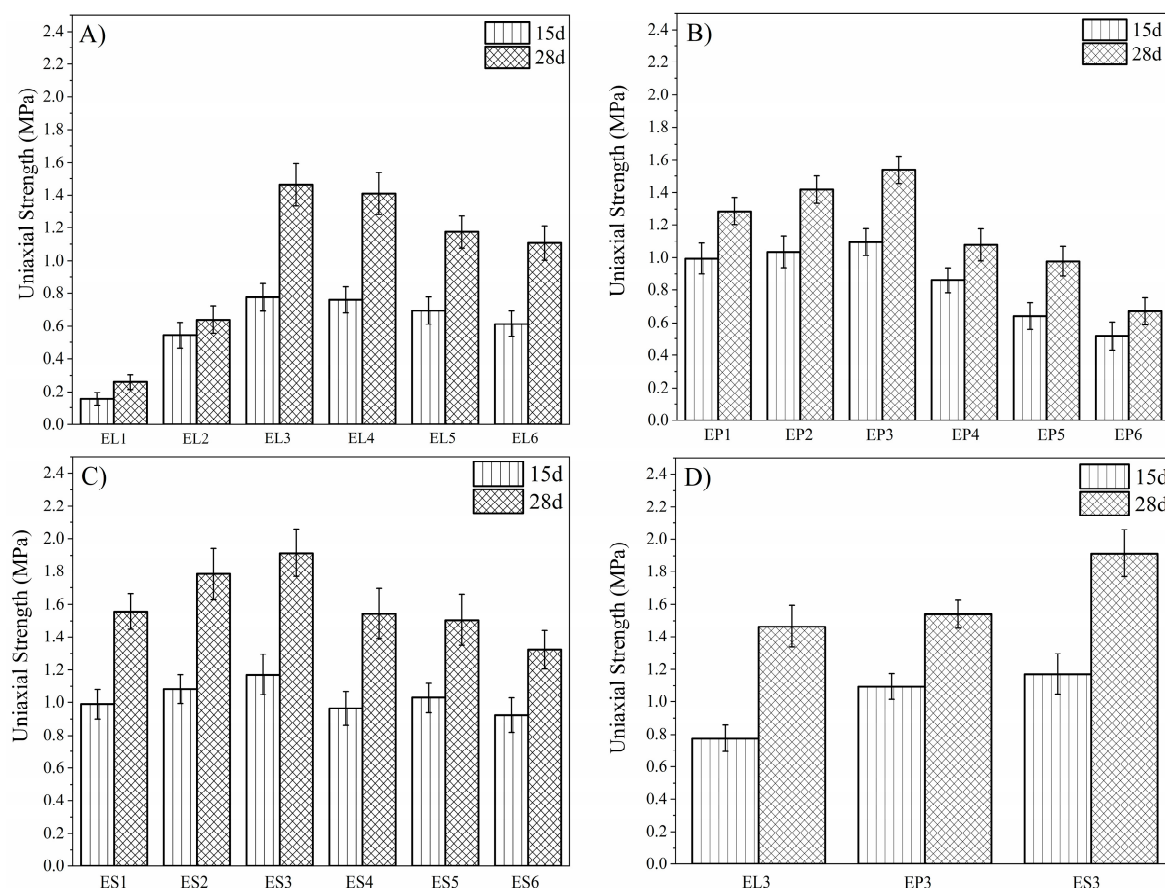 A)
15d
28d
Uniaxial Strength (MPa)
2.4
2.2
2.0
1.8
1.6
1.4
1.2
1.0
0.8
0.6
0.4
0.2
0.0
EL1 EL2 EL3 EL4 EL5 EL6
B)
15d
28d
Uniaxial Strength (MPa)
2.4
2.2
2.0
1.8
1.6
1.4
1.2
1.0
0.8
0.6
0.4
0.2
0.0
EP1 EP2 EP3 EP4 EP5 EP6
C)
15d
28d
Uniaxial Strength (MPa)
2.4
2.2
2.0
1.8
1.6
1.4
1.2
1.0
0.8
0.6
0.4
0.2
0.0
ES1 ES2 ES3 ES4 ES5 ES6
D)
15d
28d
Uniaxial Strength (MPa)
2.4
2.2
2.0
1.8
1.6
1.4
1.2
1.0
0.8
0.6
0.4
0.2
0.0
EL3 EP3 ES3